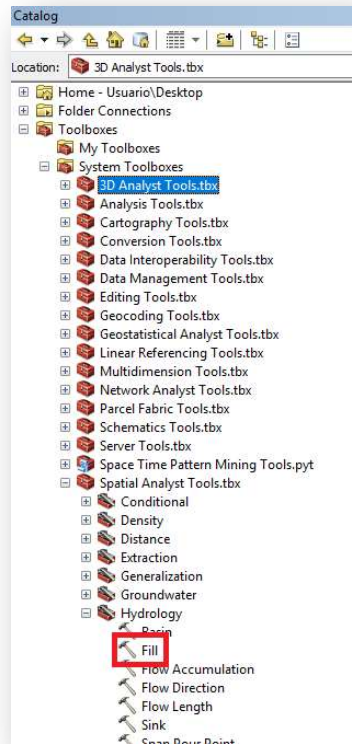 Catalog
Location: 3D Analyst Tools.tbx
Home - Usuario\Desktop
Folder Connections
Toolboxes
My Toolboxes
System Toolboxes
3D Analyst Tools.tbx
Analysis Tools.tbx
Cartography Tools.tbx
Conversion Tools.tbx
Data Interoperability Tools.tbx
Data Management Tools.tbx
Editing Tools.tbx
Geocoding Tools.tbx
Geostatistical Analyst Tools.tbx
Linear Referencing Tools.tbx
Multidimension Tools.tbx
Network Analyst Tools.tbx
Parcel Fabric Tools.tbx
Schematics Tools.tbx
Server Tools.tbx
Space Time Pattern Mining Tools.pyt
Spatial Analyst Tools.tbx
Conditional
Density
Distance
Extraction
Generalization
Groundwater
Hydrology
Basin
Fill
Flow Accumulation
Flow Direction
Flow Length
Sink
Snap Pour Point